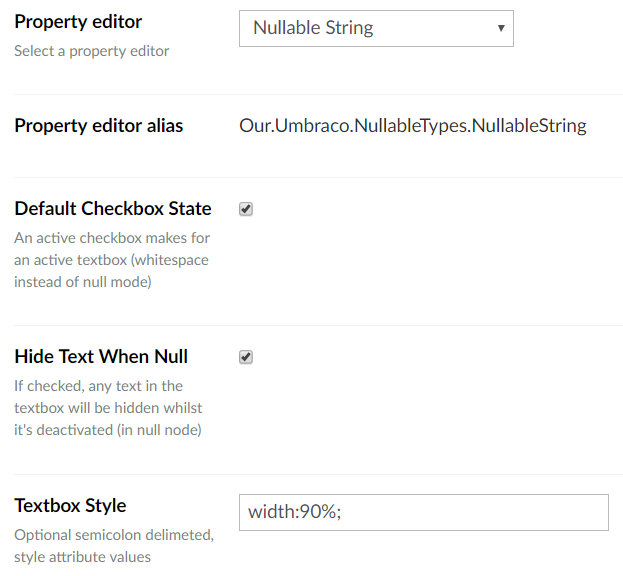 Property editor
Nullable String
Select a property editor
Property editor alias
Our.Umbraco.NullableTypes.NullableString
Default Checkbox State
An active checkbox makes for
an active textbox (whitespace
instead of null mode)
Hide Text When Null
If checked, any text in the
textbox will be hidden whilst
it's deactivated (in null node)
Textbox Style
width:90%;
Optional semicolon delimeted,
style attribute values